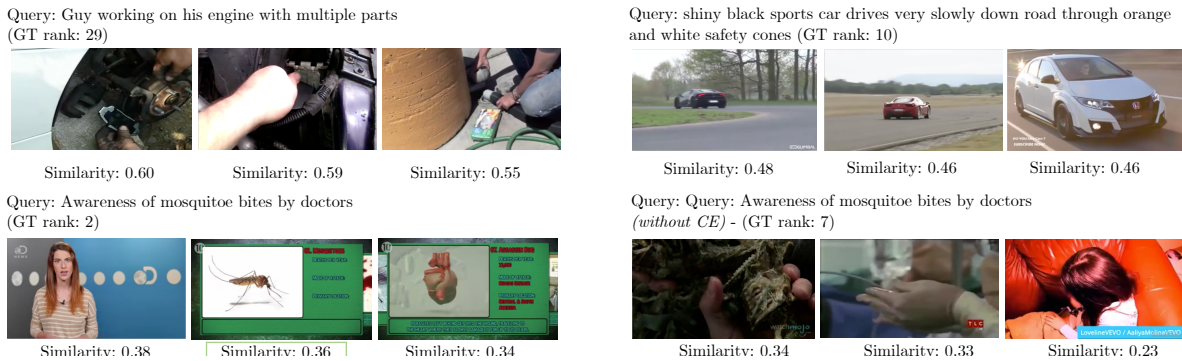 Query: Guy working on his engine with multiple parts
(GT rank: 29)
Similarity: 0.60
Similarity: 0.59
Similarity: 0.55
Query: shiny black sports car drives very slowly down road through orange
and white safety cones (GT rank: 10)
Similarity: 0.48
Similarity: 0.46
Similarity: 0.46
Query: Awareness of mosquitoe bites by doctors
(GT rank: 2)
Similarity: 0.38
Similarity: 0.36
Similarity: 0.34
Query: Query: Awareness of mosquitoe bites by doctors
(without CE) - (GT rank: 7)
watchmojo
TLC
LovelineVEVO / AaliyaMolinaVEVO
Similarity: 0.34
Similarity: 0.33
Similarity: 0.23